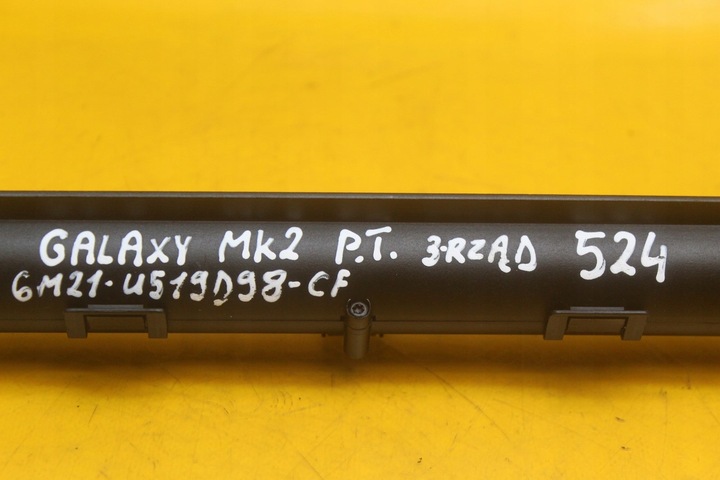 GALAXY MK2 P.T. 3-RZĄD 524
6M21-U519D98-CF